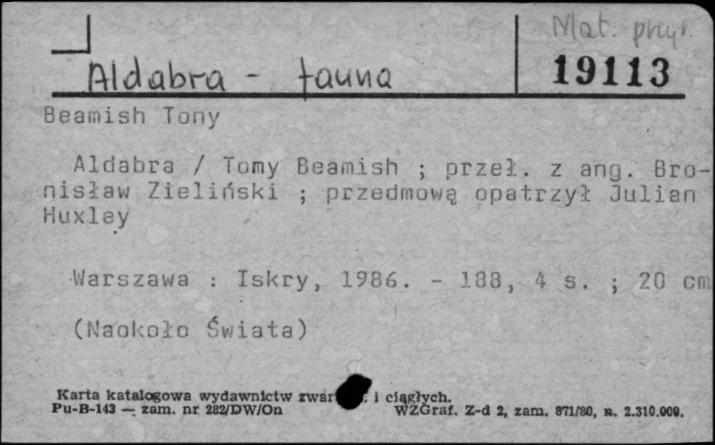 Mat. przyr.
Aldabra - fauna
19113
Beamish Tony
Aldabra / Tomy Beamish ; przeł. z ang. Bro-
nisław Zieliński ; przedmową opatrzył Julian
Huxley
Warszawa : Iskry, 1986. - 188, 4 s. ; 20 cm
(Naokoło Świata)
Karta katalogowa wydawnictw i ciągłych.
Pu-B-143 — zam. nr 282/DW/On WZGraf. Z-d 2, zam. 871/80, n. 2.310.000.